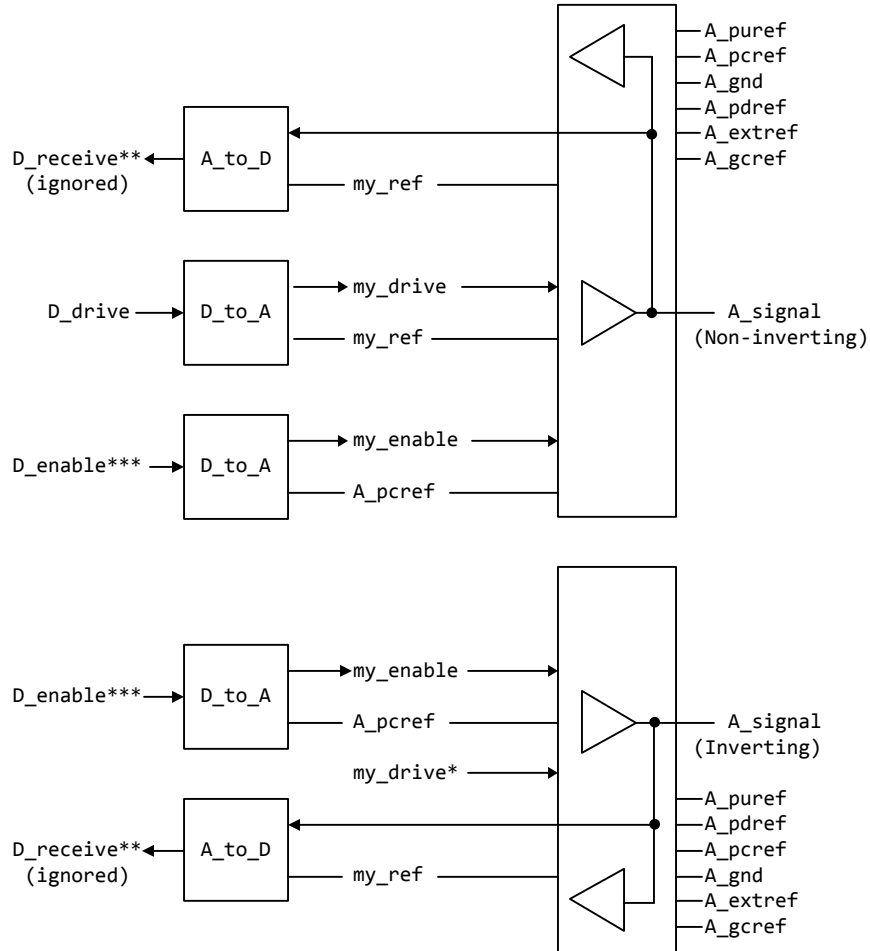 A_puref
A_pcref
A_gnd
A_pdref
A_extref
A_gcref
D_receive**
(ignored)
A_to_D
my_ref
D_drive
D_to_A
my_drive
my_ref
A_signal
(Non-inverting)
D_enable***
D_to_A
my_enable
A_pcref
D_enable***
D_to_A
my_enable
A_pcref
A_signal
(Inverting)
my_drive*
D_receive**
(ignored)
A_to_D
my_ref
A_puref
A_pdref
A_pcref
A_gnd
A_extref
A_gcref